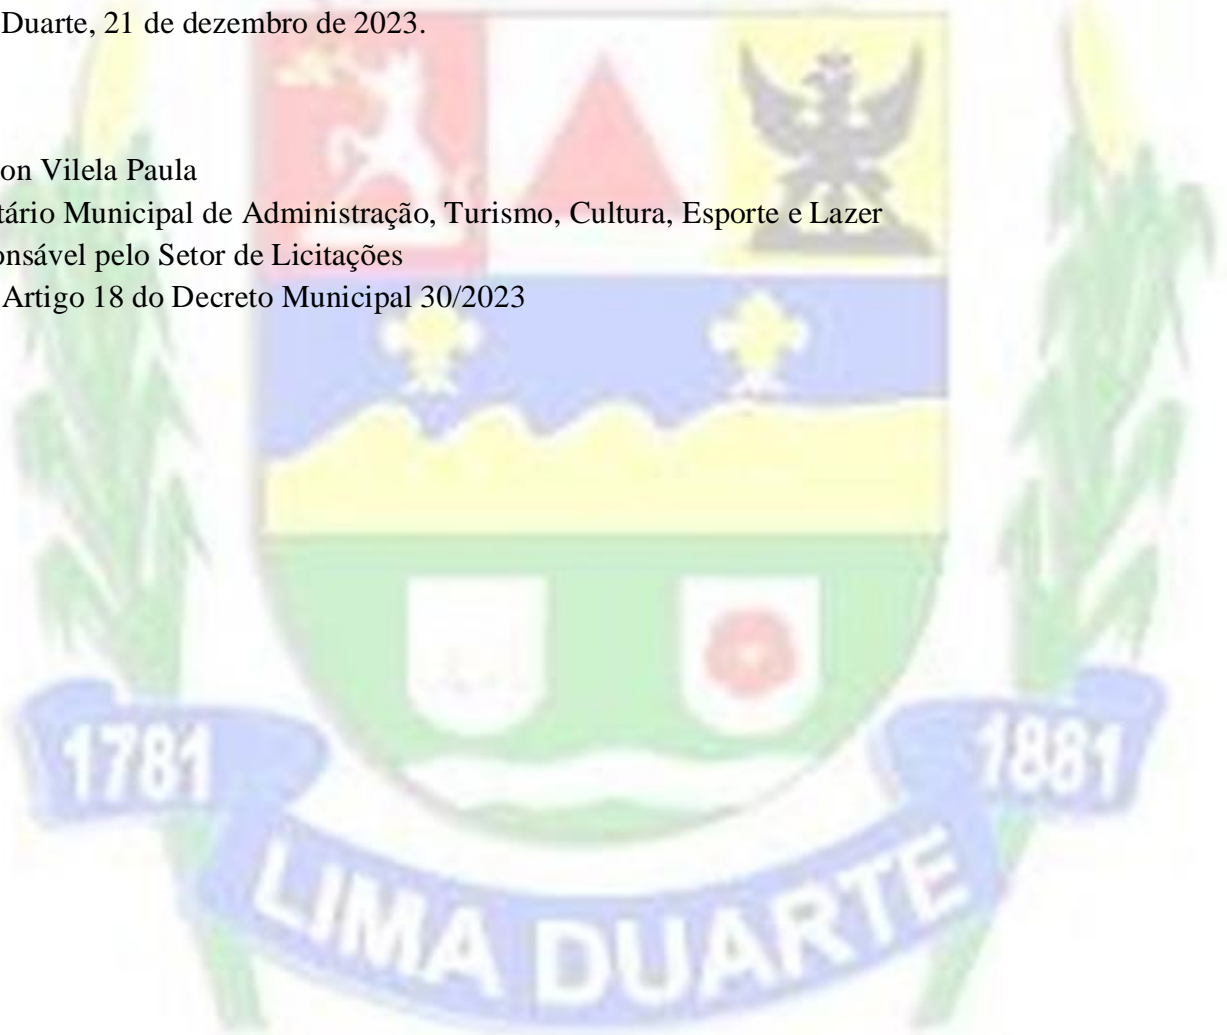 Duarte, 21 de dezembro de 2023.
on Vilela Paula
tário Municipal de Administração, Turismo, Cultura, Esporte e Lazer
onsável pelo Setor de Licitações
Artigo 18 do Decreto Municipal 30/2023
1781
1881
LIMA DUARTE